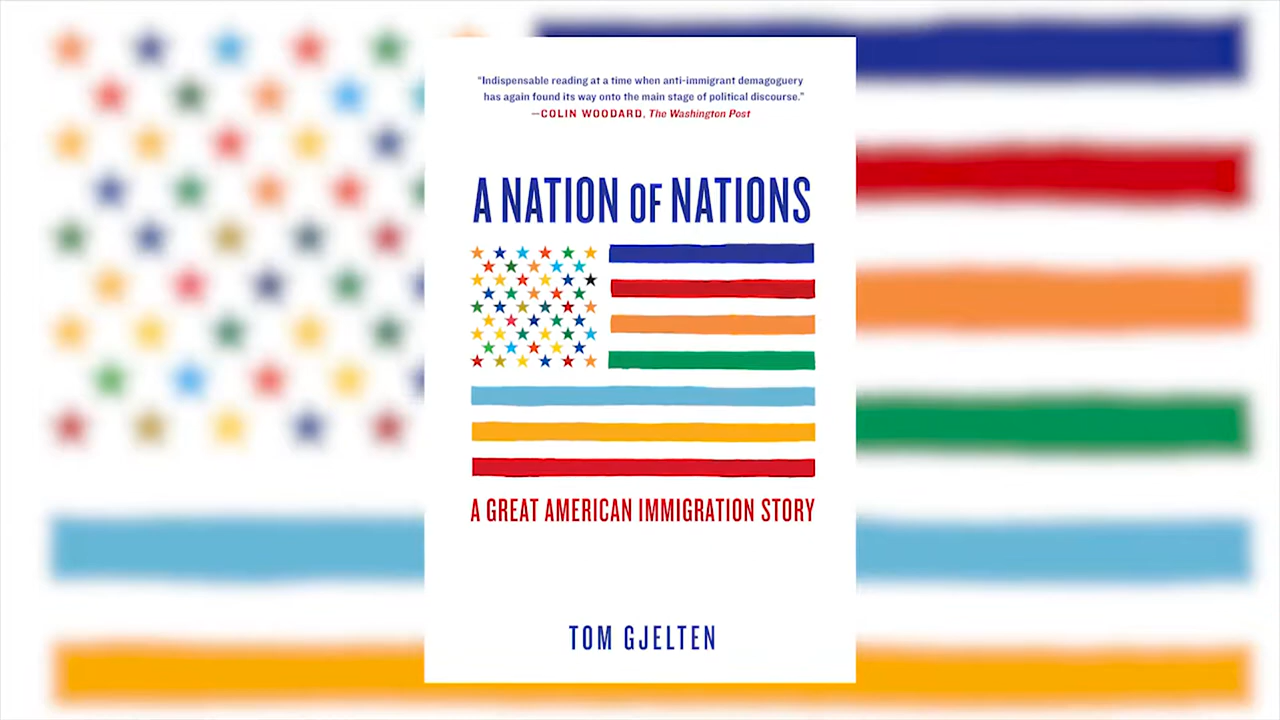 "Indispensable reading at a time when anti-immigrant demagoguery
has again found its way onto the main stage of political discourse."
—COLIN WOODARD, The Washington Post
A NATION OF NATIONS
A GREAT AMERICAN IMMIGRATION STORY
TOM GJELTEN